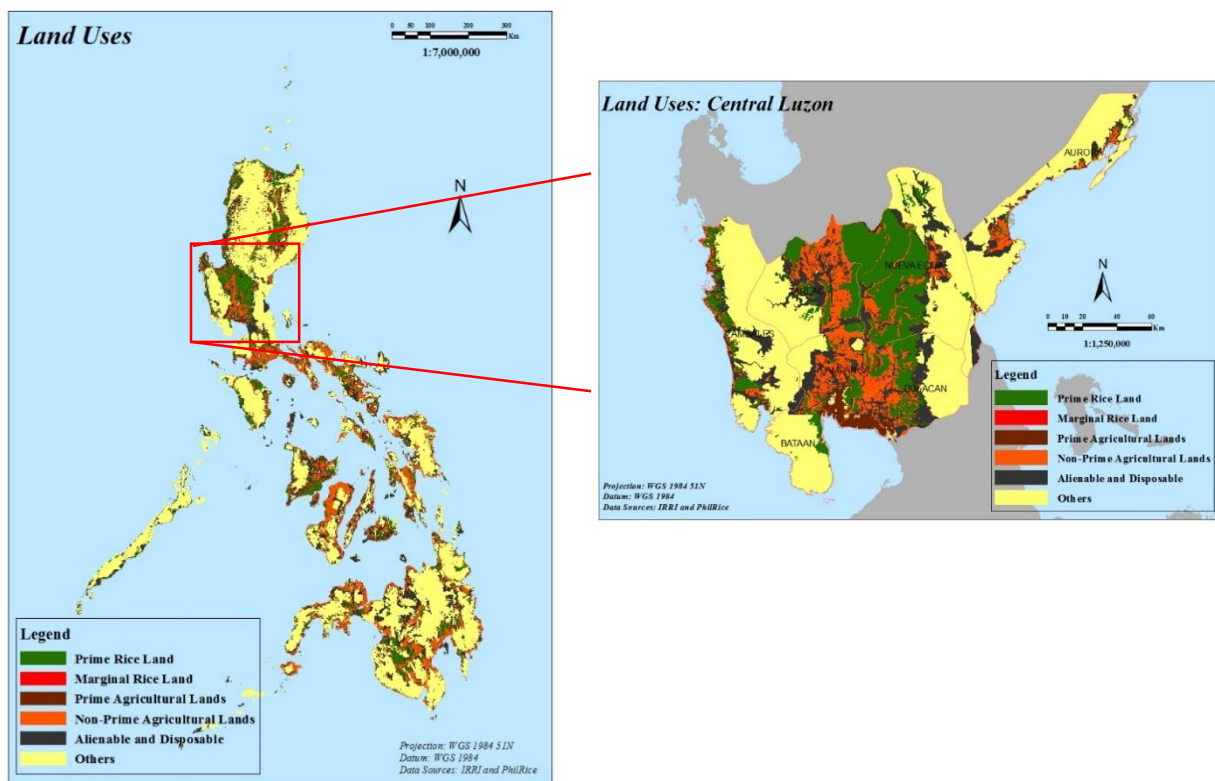 Land Uses
0 50 100 200 300
Km
1:7,000,000
N
Legend
Prime Rice Land
Marginal Rice Land
Prime Agricultural Lands
Non-Prime Agricultural Lands
Alienable and Disposable
Others
Projection: WGS 1984 51N
Datum: WGS 1984
Data Sources: IRRI and PhilRice
Land Uses: Central Luzon
AURORA
NUEVA ECIJA
BULACAN
BATAAN
N
0 10 20 40 60
Km
1:1,250,000
Legend
Prime Rice Land
Marginal Rice Land
Prime Agricultural Lands
Non-Prime Agricultural Lands
Alienable and Disposable
Others
Projection: WGS 1984 51N
Datum: WGS 1984
Data Sources: IRRI and PhilRice